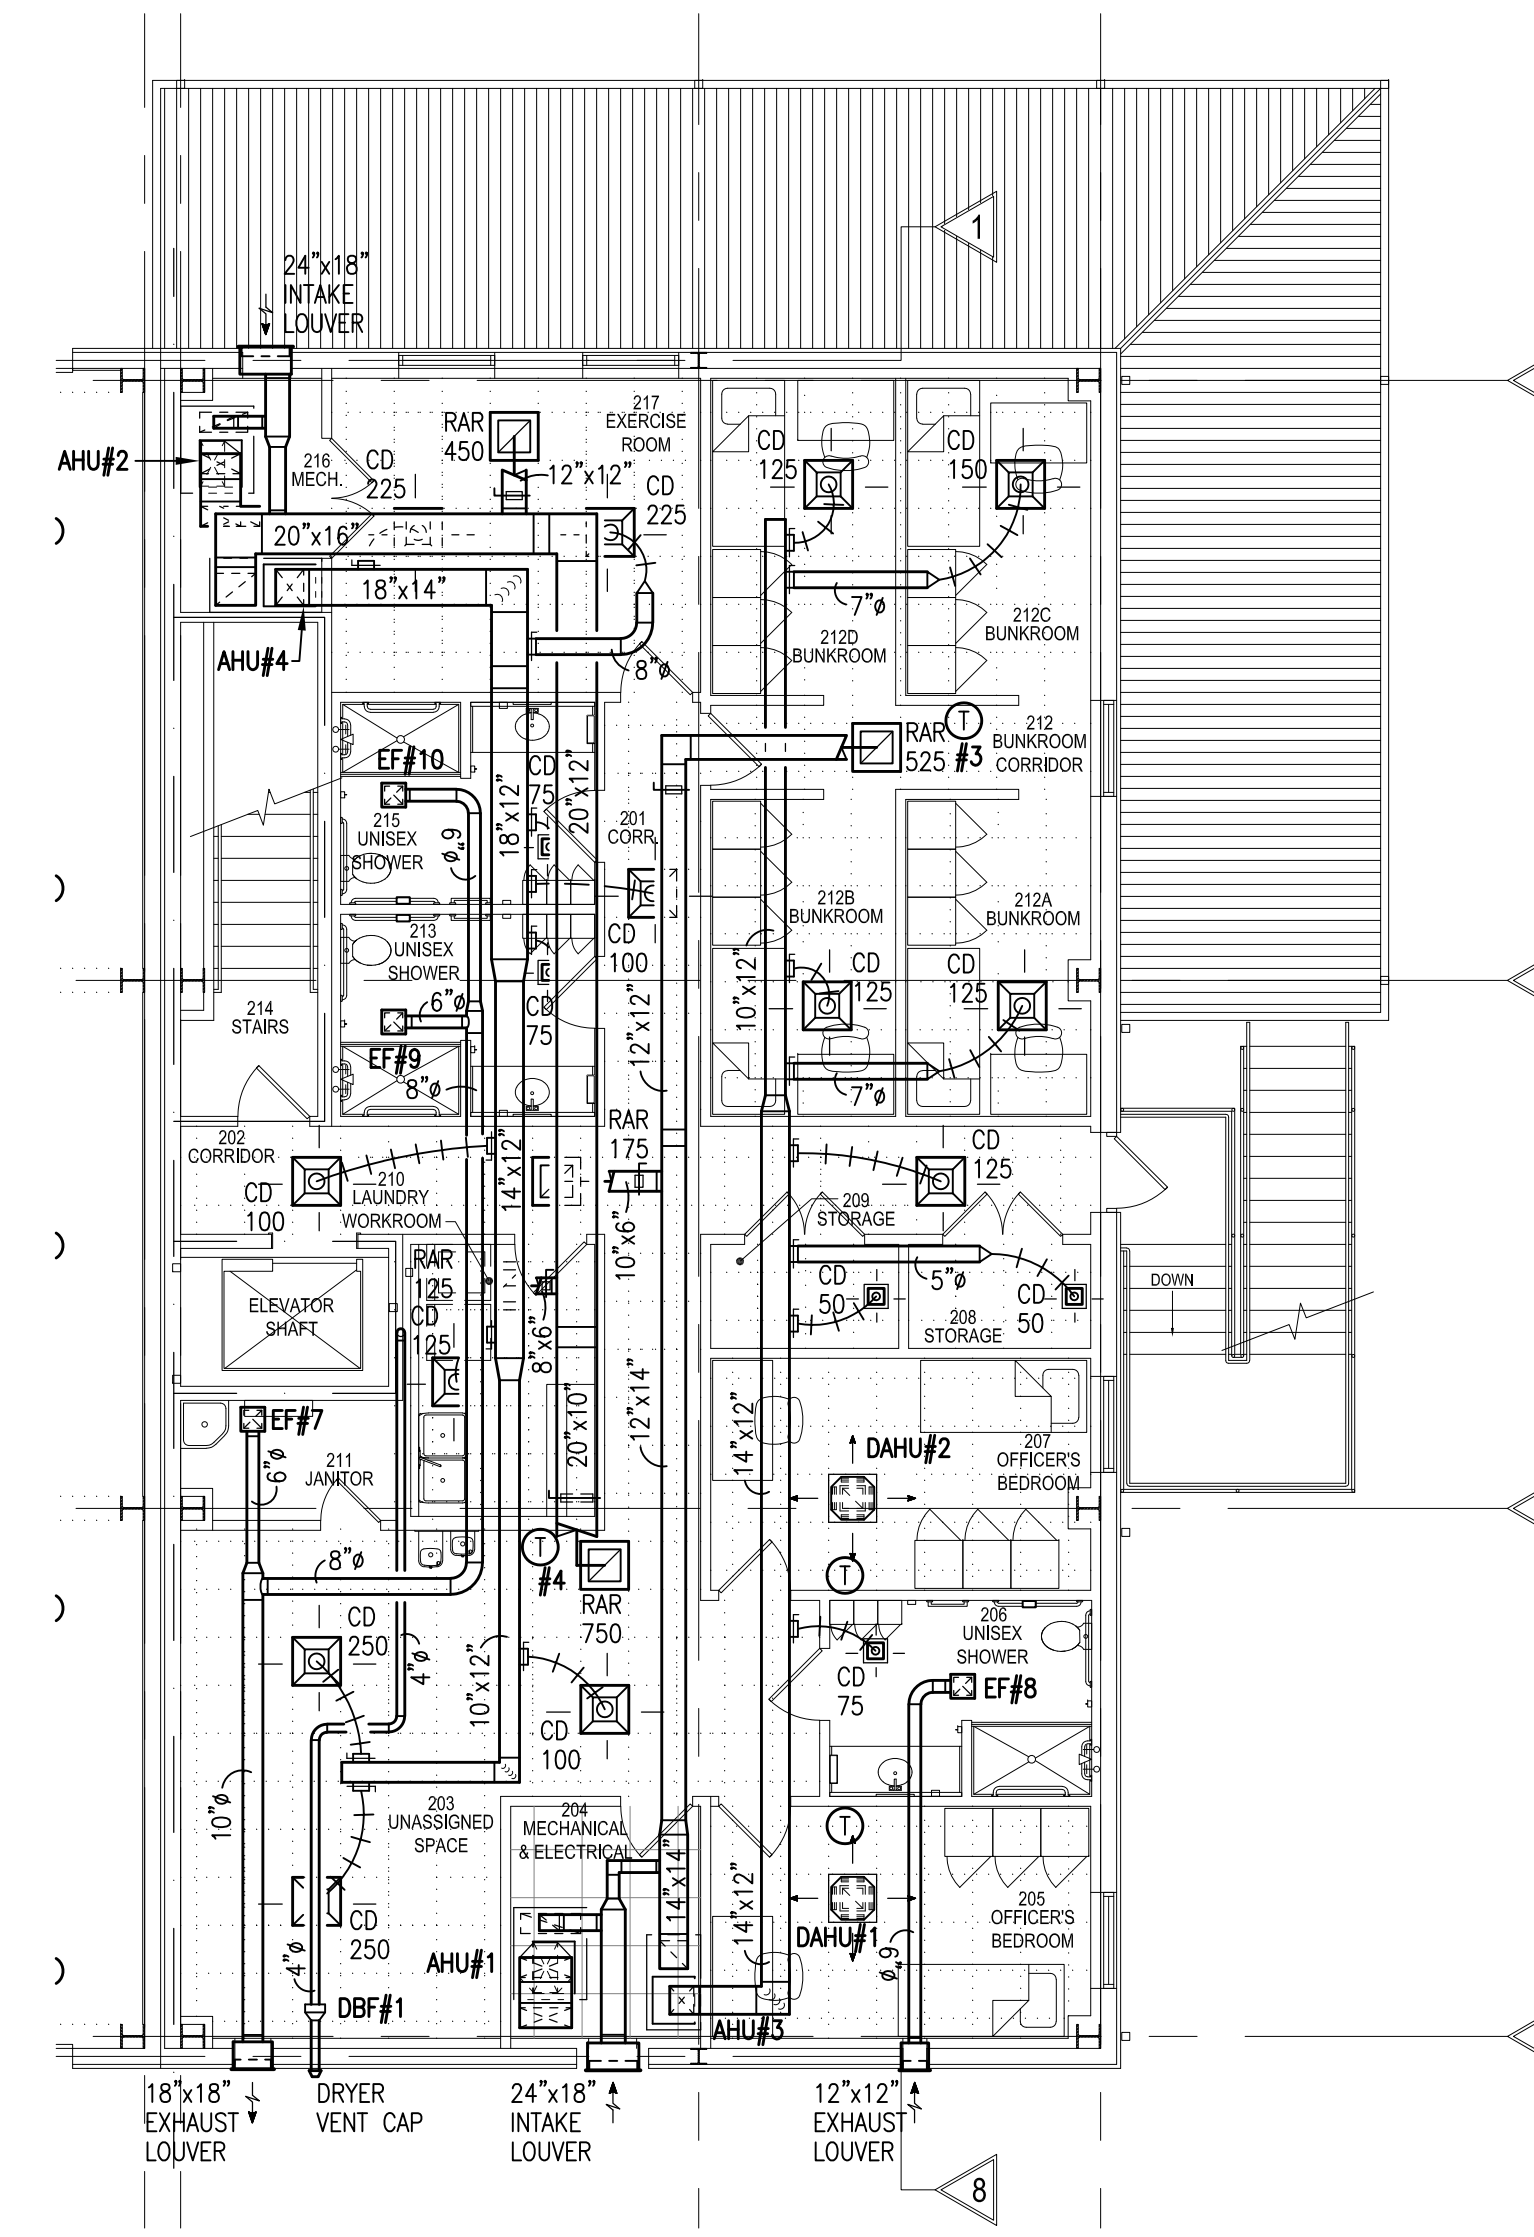 1
24"x18"
INTAKE
LOUVER
AHU#2
216
MECH.
CD
225
RAR
450
12"x12"
217
EXERCISE
ROOM
CD
225
CD
125
CD
150
20"x16"
18"x14"
AHU#4
8"ø
7"ø
212D
BUNKROOM
212C
BUNKROOM
EF#10
CD
75
18"x12"
20"x12"
RAR
525
T
#3
212
BUNKROOM
CORRIDOR
215
UNISEX
SHOWER
6"ø
201
CORR.
212B
BUNKROOM
212A
BUNKROOM
213
UNISEX
SHOWER
CD
100
10"x12"
CD
125
CD
125
214
STAIRS
6"ø
CD
75
12"x12"
EF#9
8"ø
7"ø
202
CORRIDOR
CD
100
210
LAUNDRY
WORKROOM
14"x12"
RAR
175
10"x6"
CD
125
209
STORAGE
RAR
125
CD
125
8"x6"
5"ø
CD
50
CD
50
208
STORAGE
DOWN
ELEVATOR
SHAFT
EF#7
6"ø
211
JANITOR
20"x10"
12"x14"
14"x12"
DAHU#2
207
OFFICER'S
BEDROOM
8"ø
T
#4
RAR
750
T
CD
250
4"ø
10"x12"
CD
100
206
UNISEX
SHOWER
CD
75
EF#8
10"ø
203
UNASSIGNED
SPACE
204
MECHANICAL
& ELECTRICAL
T
14"x14"
14"x12"
205
OFFICER'S
BEDROOM
CD
250
4"ø
AHU#1
DAHU#1
6"ø
DBF#1
AHU#3
18"x18"
EXHAUST
LOUVER
DRYER
VENT CAP
24"x18"
INTAKE
LOUVER
12"x12"
EXHAUST
LOUVER
8